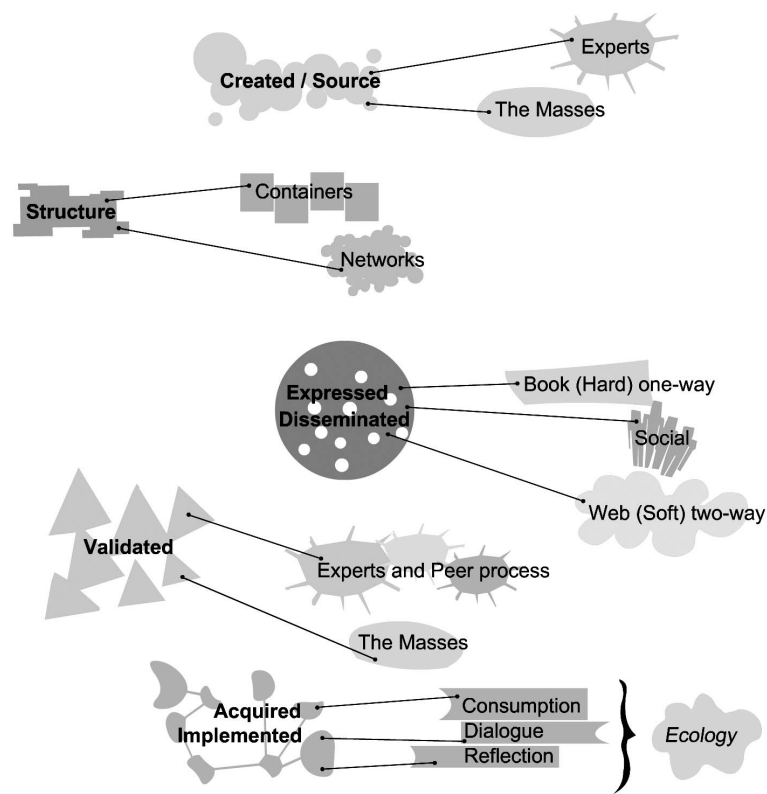 Created / Source
Experts
The Masses
Structure
Containers
Networks
Expressed
Disseminated
Book (Hard) one-way
Social
Web (Soft) two-way
Validated
Experts and Peer process
The Masses
Acquired
Implemented
Consumption
Dialogue
Reflection
Ecology